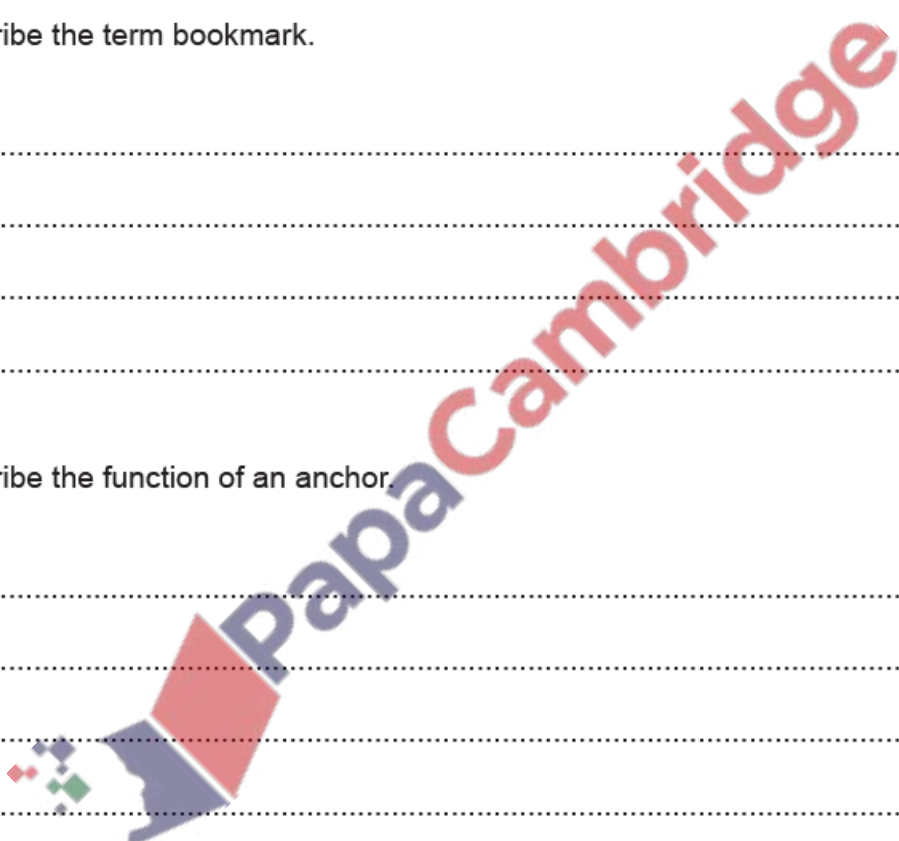 ribe the term bookmark.
ribe the function of an anchor.
PapaCambridge